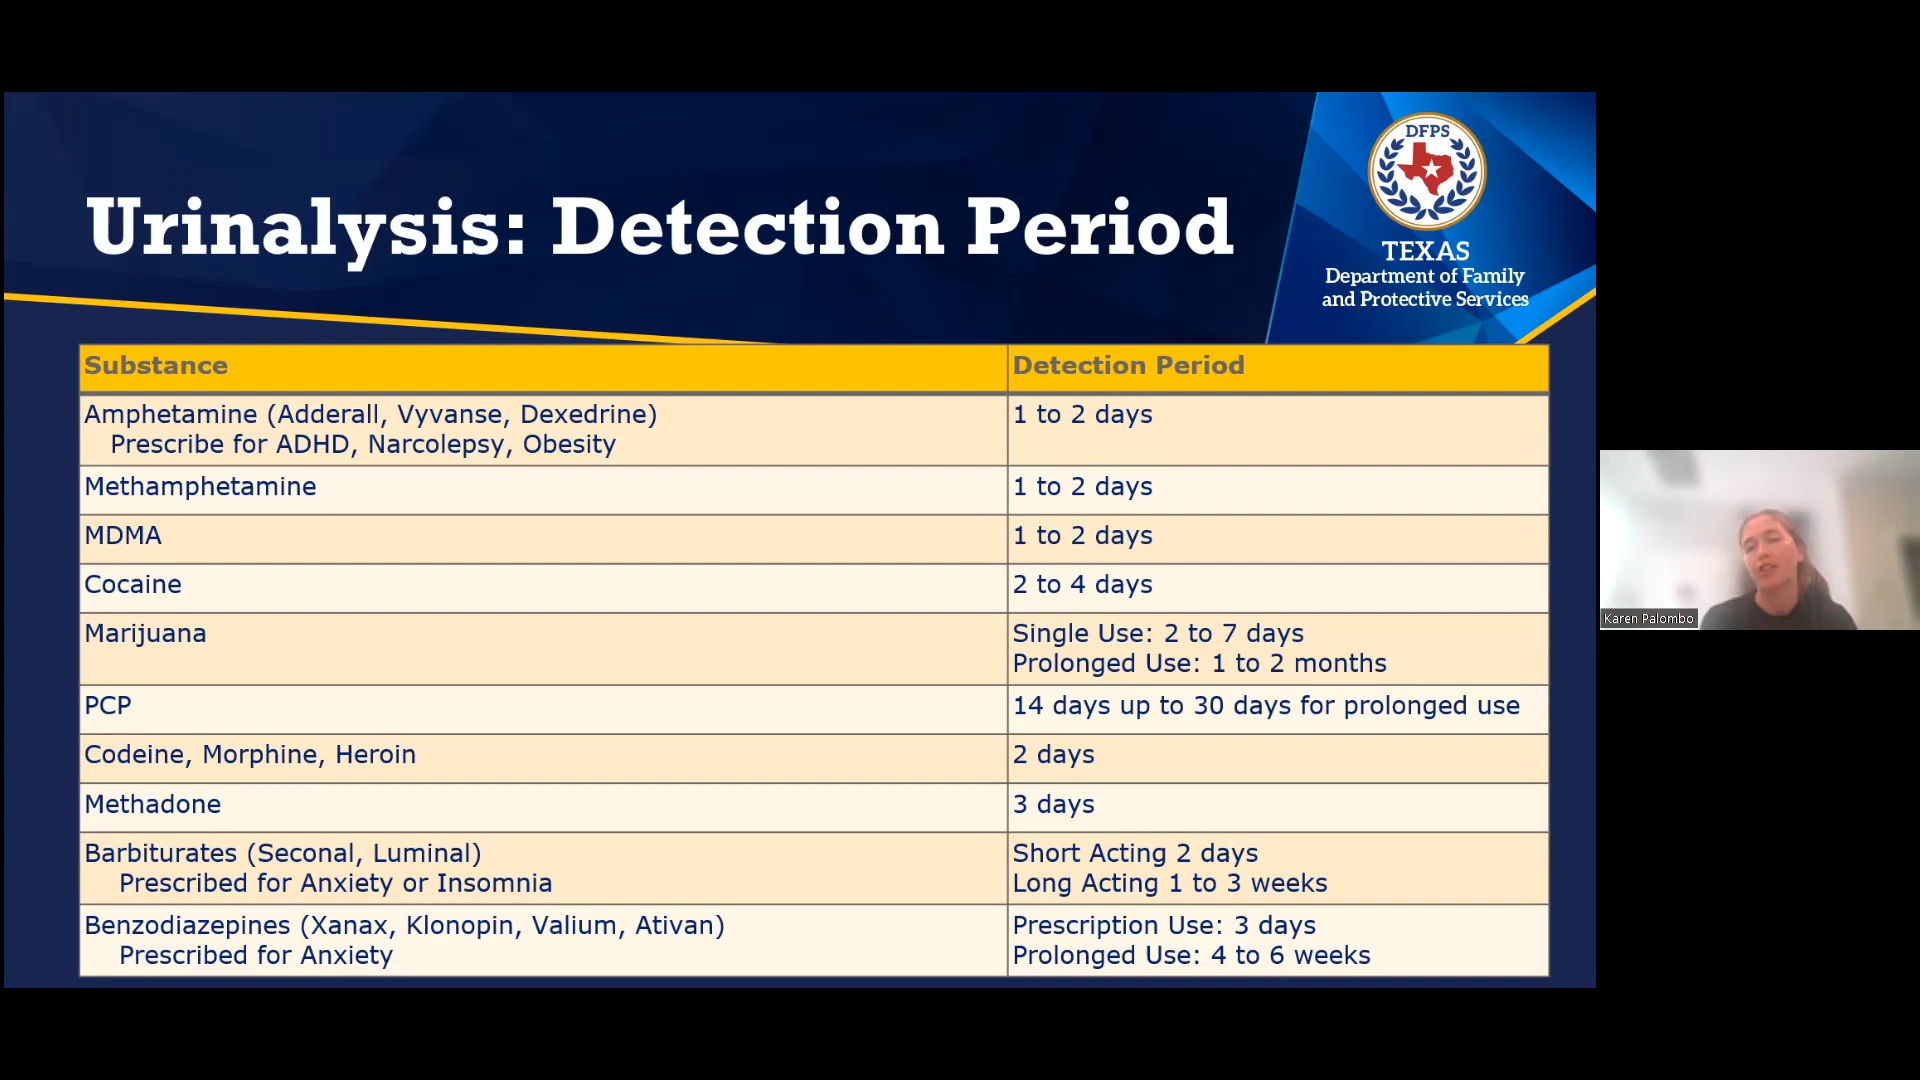 Urinalysis: Detection Period
DFPS
TEXAS
Department of Family
and Protective Services
Substance
Detection Period
Amphetamine (Adderall, Vyvanse, Dexedrine)
Prescribe for ADHD, Narcolepsy, Obesity
1 to 2 days
Methamphetamine
1 to 2 days
MDMA
1 to 2 days
Cocaine
2 to 4 days
Marijuana
Single Use: 2 to 7 days
Prolonged Use: 1 to 2 months
PCP
14 days up to 30 days for prolonged use
Codeine, Morphine, Heroin
2 days
Methadone
3 days
Barbiturates (Seconal, Luminal)
Prescribed for Anxiety or Insomnia
Short Acting 2 days
Long Acting 1 to 3 weeks
Benzodiazepines (Xanax, Klonopin, Valium, Ativan)
Prescribed for Anxiety
Prescription Use: 3 days
Prolonged Use: 4 to 6 weeks
Karen Palombo